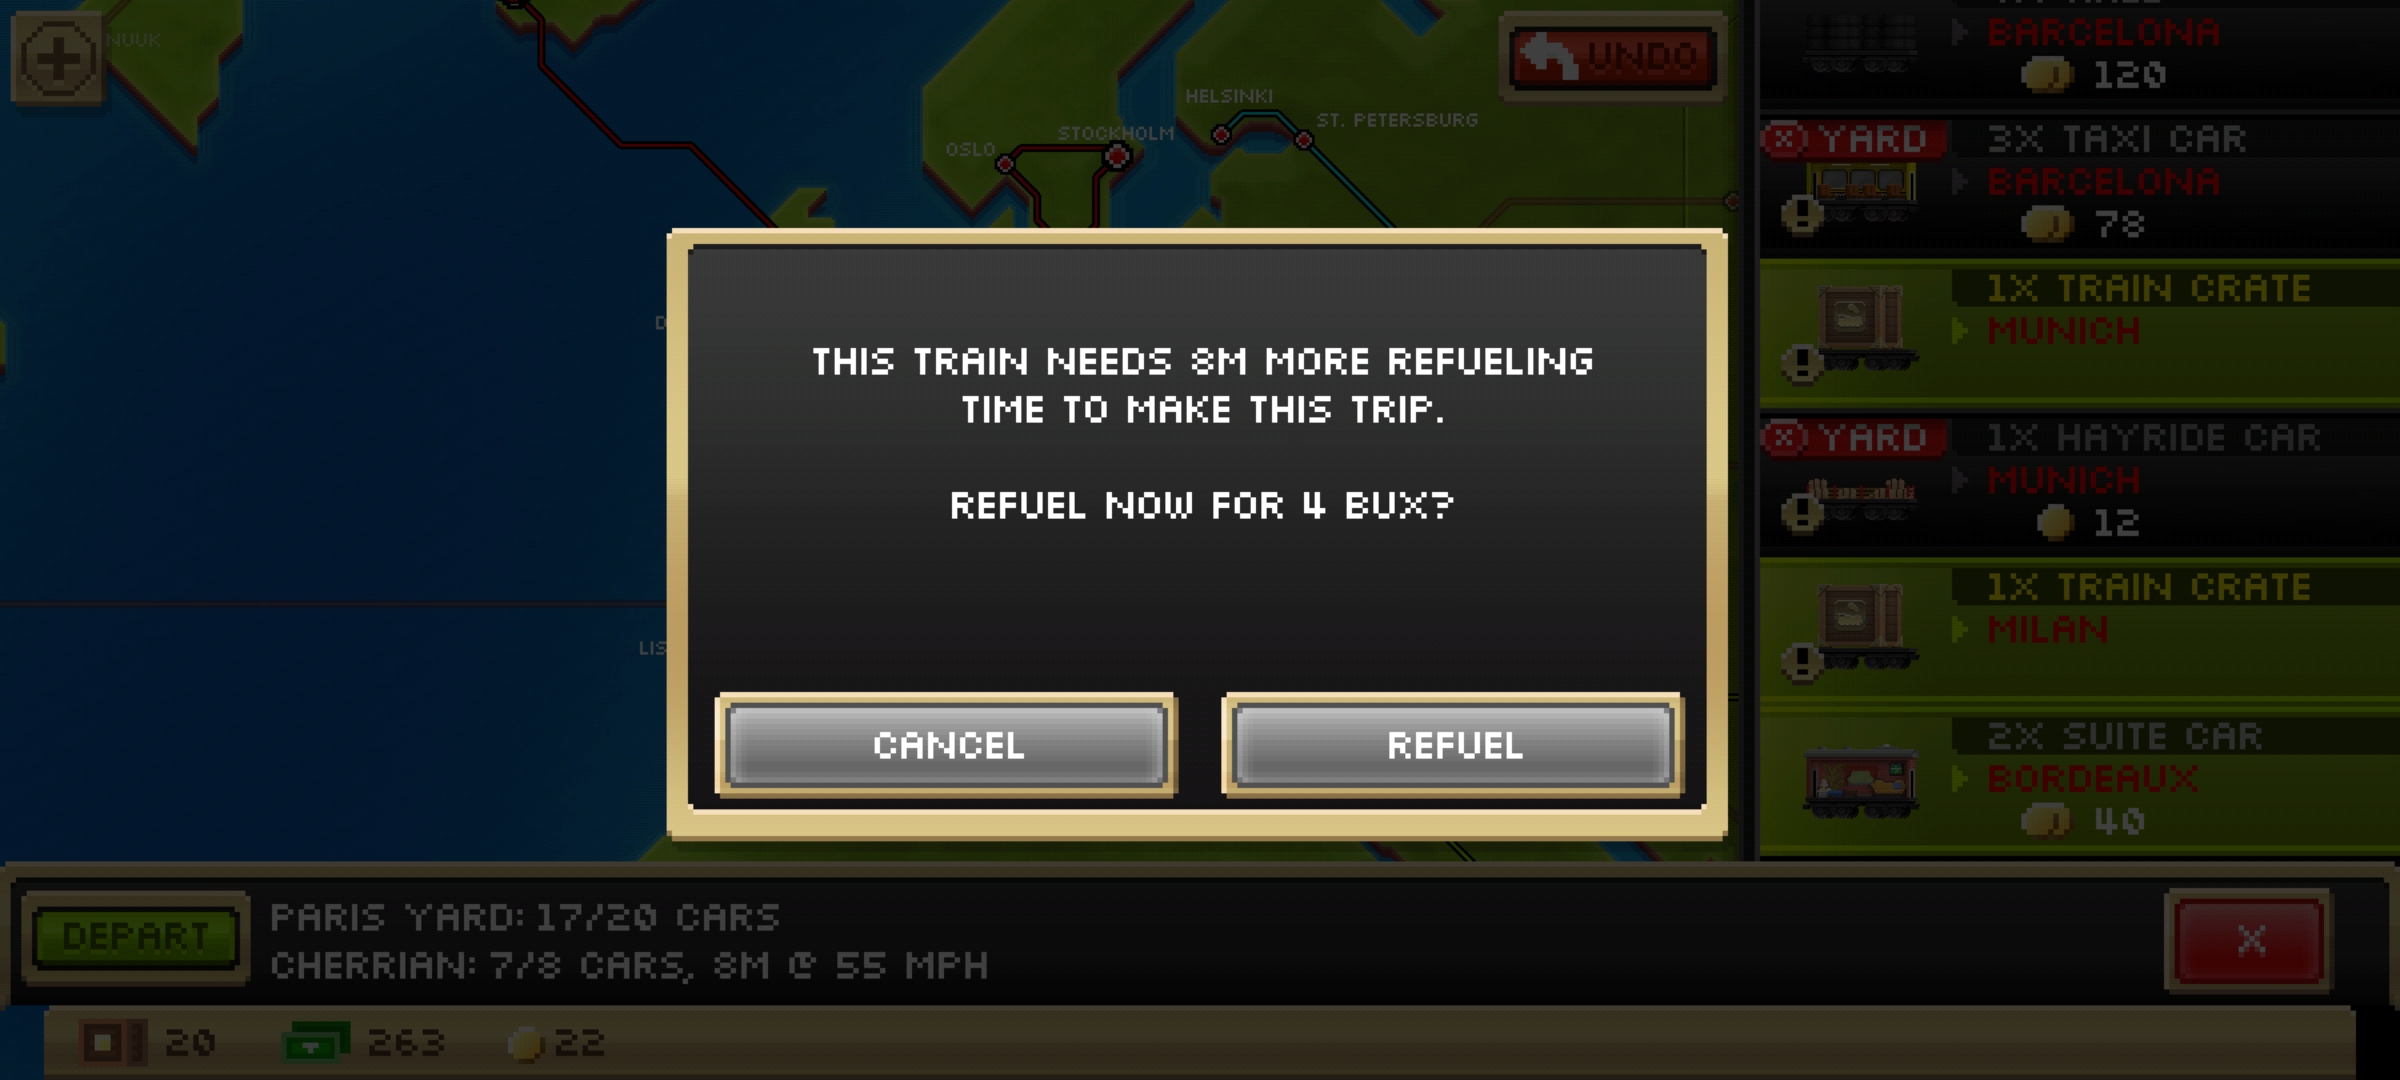 NUUK
OSLO
STOCKHOLM
HELSINKI
ST. PETERSBURG
UNDO
BARCELONA
120
X YARD
3X TAXI CAR
BARCELONA
78
1X TRAIN CRATE
MUNICH
X YARD
1X HAYRIDE CAR
MUNICH
12
1X TRAIN CRATE
MILAN
2X SUITE CAR
BORDEAUX
40
D
LIS
THIS TRAIN NEEDS 8M MORE REFUELING
TIME TO MAKE THIS TRIP.
REFUEL NOW FOR 4 BUX?
CANCEL
REFUEL
DEPART
PARIS YARD: 17/20 CARS
CHERRIAN: 7/8 CARS, 8M @ 55 MPH
X
20
263
22